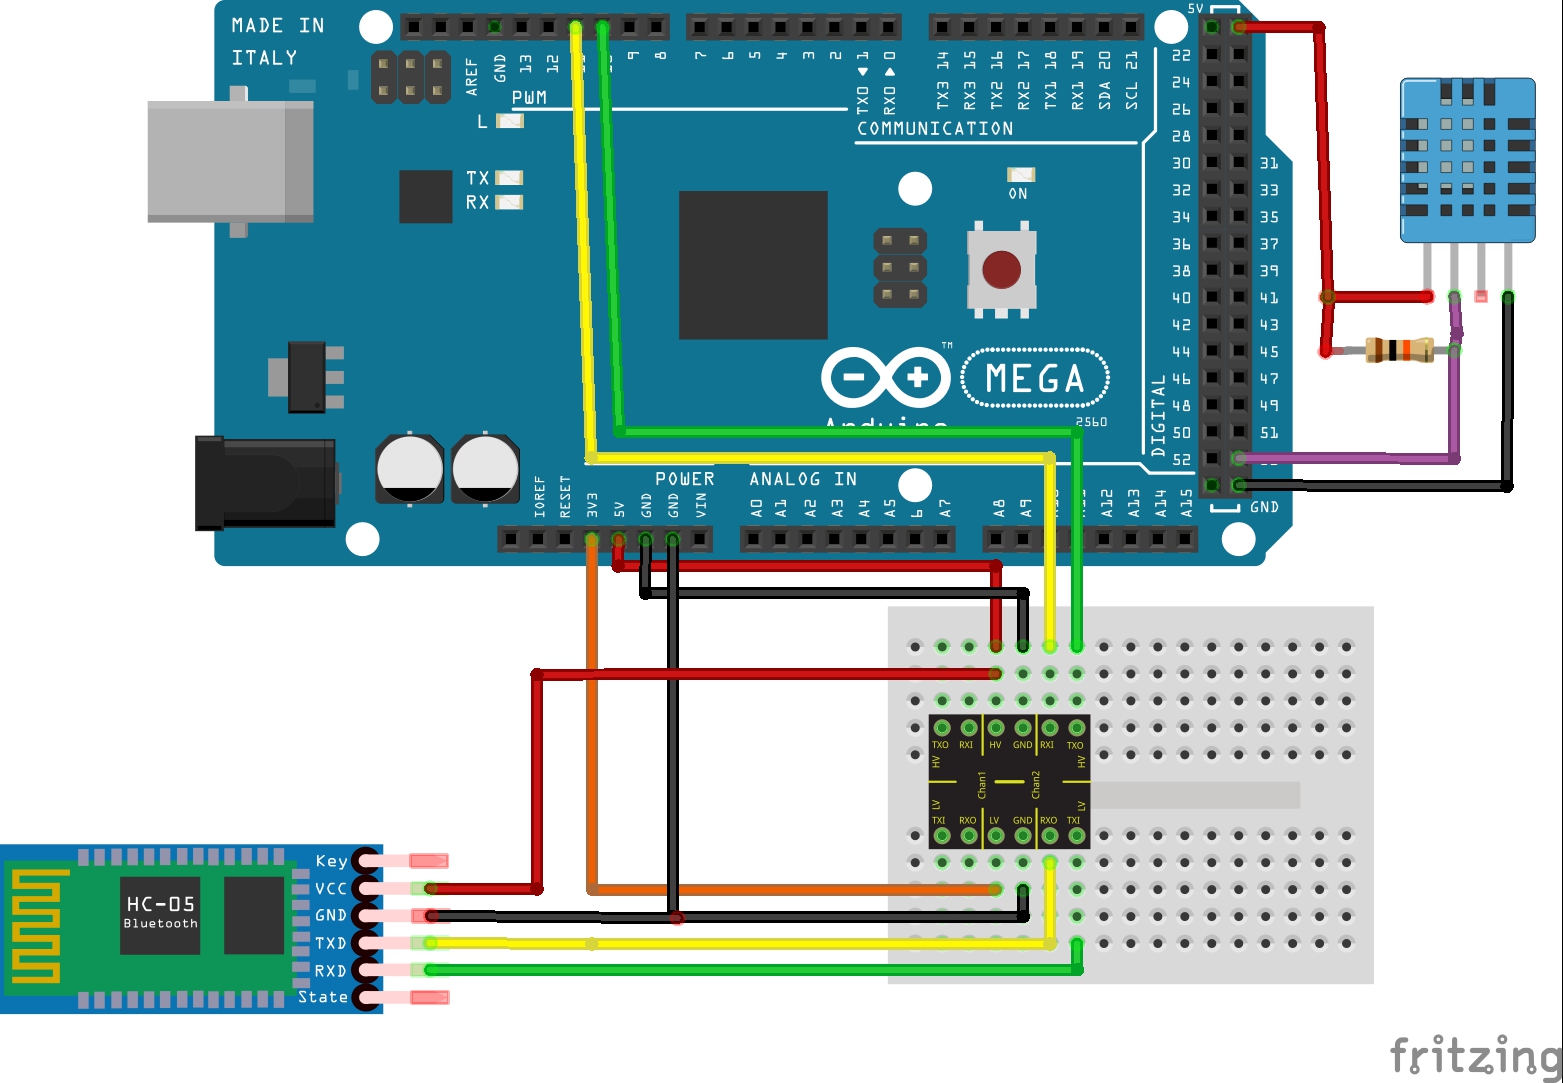 MADE IN
ITALY
5V
AREF
GND
13
12
9
8
7
6
5
4
3
2
TX0 1
RX0 0
TX3 14
RX3 15
TX2 16
RX2 17
TX1 18
RX1 19
SDA 20
SCL 21
PWM
COMMUNICATION
L
TX
RX
ON
22
24
26
28
30 31
32 33
34 35
36 37
38 39
40 41
42 43
44 45
46 47
48 49
50 51
52
DIGITAL
GND
TM
MEGA
Arduino
2560
POWER
ANALOG IN
IOREF
RESET
3V3
5V
GND
GND
VIN
A0
A1
A2
A3
A4
A5
6
A7
A8
A9
A12
A13
A14
A15
TXO RXI HV GND RXI TXO
HV Chan1 Chan2 HV
LV LV
TXI RXO LV GND RXO TXI
HC-05
Bluetooth
Key
VCC
GND
TXD
RXD
State
fritzing